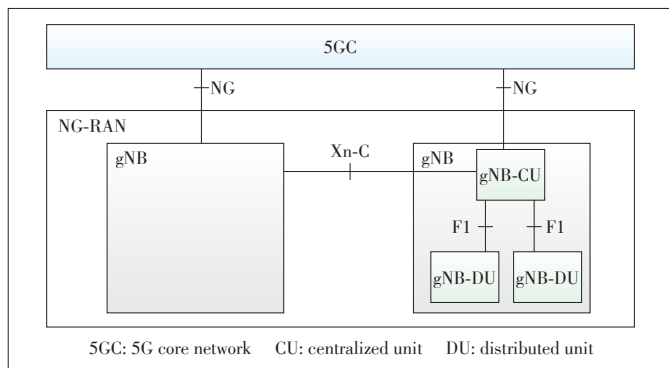 5GC
NG NG
NG-RAN
gNB Xn-C gNB
gNB-CU
F1 F1
gNB-DU gNB-DU
5GC: 5G core network CU: centralized unit DU: distributed unit